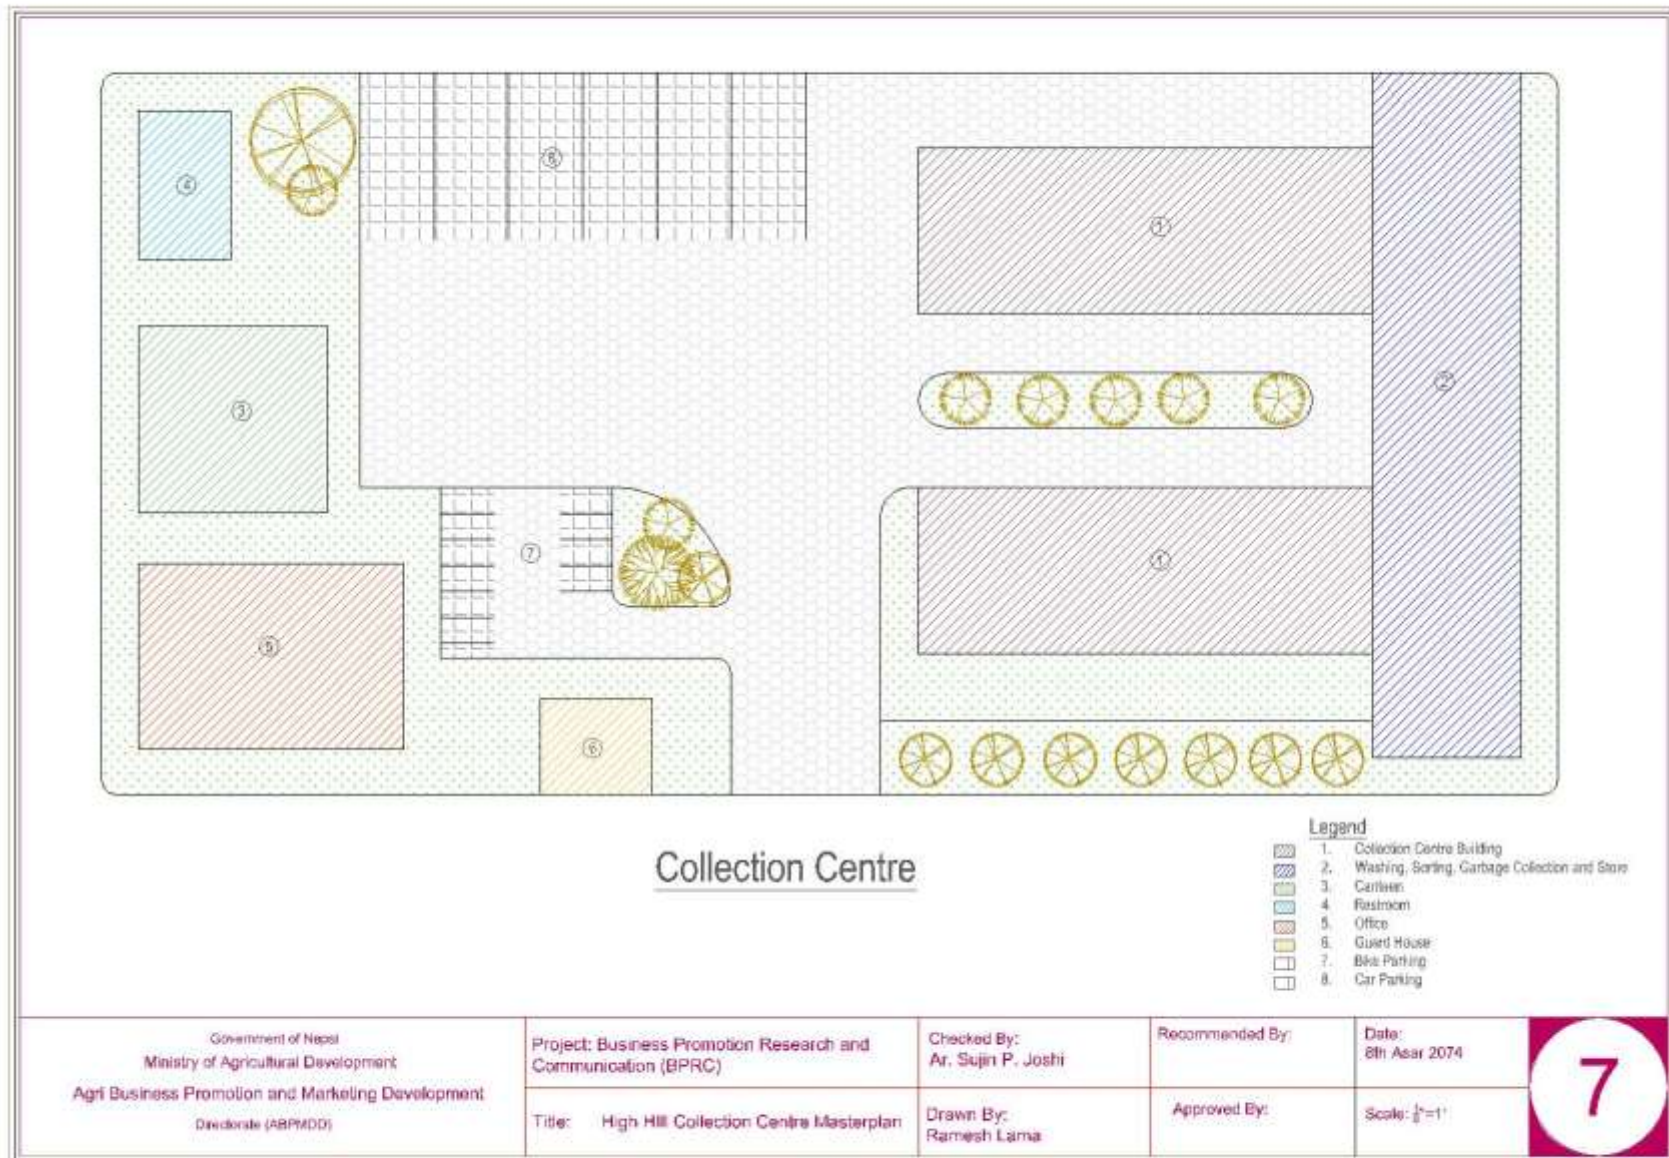 4
8
1
3
2
7
1
5
6
Collection Centre
Legend
1. Collection Centre Building
2. Washing, Sorting, Garbage Collection and Store
3. Canteen
4. Restroom
5. Office
6. Guard House
7. Bike Parking
8. Car Parking
Government of Nepal
Ministry of Agricultural Development
Agri Business Promotion and Marketing Development
Directorate (ABPMDD)
Project: Business Promotion Research and
Communication (BPRC)
Title: High Hill Collection Centre Masterplan
Checked By:
Ar. Sujin P. Joshi
Drawn By:
Ramesh Lama
Recommended By:
Approved By:
Date:
8th Asar 2074
Scale: "=1'
7